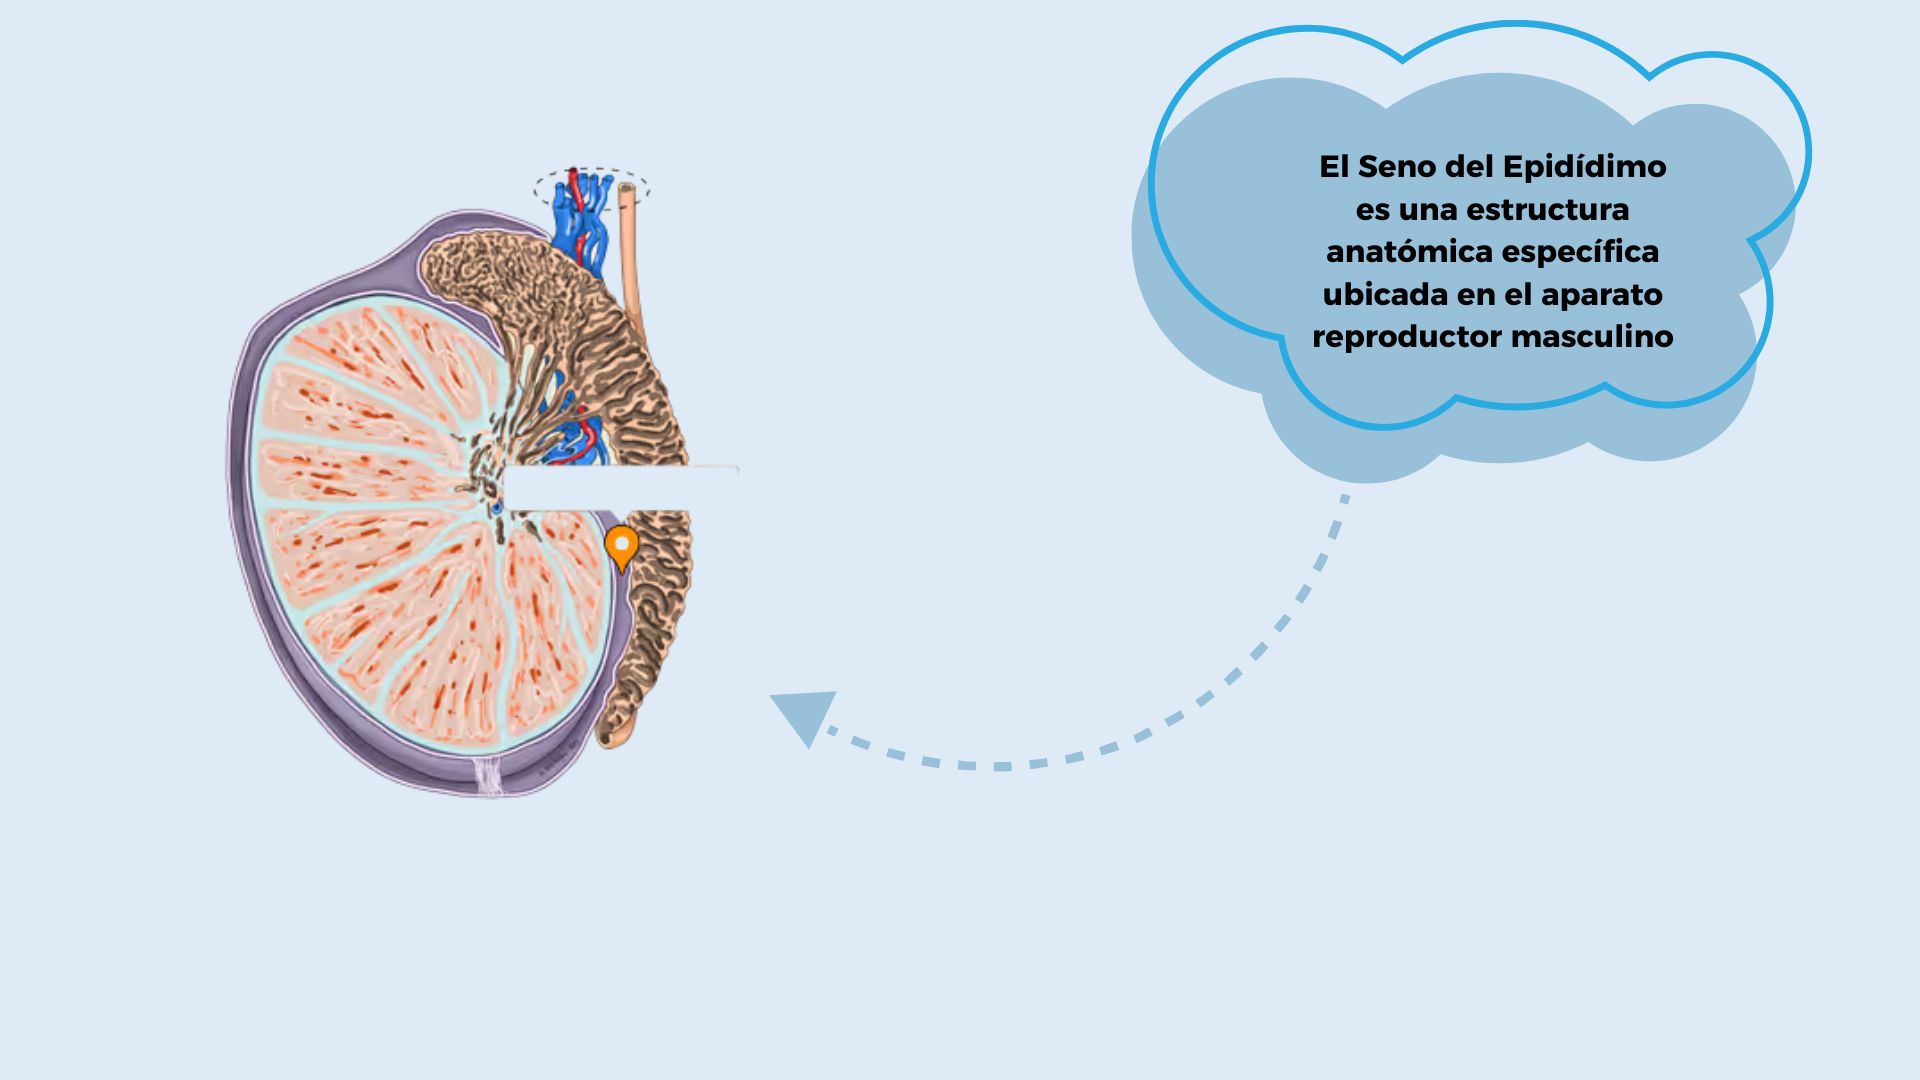 El Seno del Epidídimo
es una estructura
anatómica específica
ubicada en el aparato
reproductor masculino